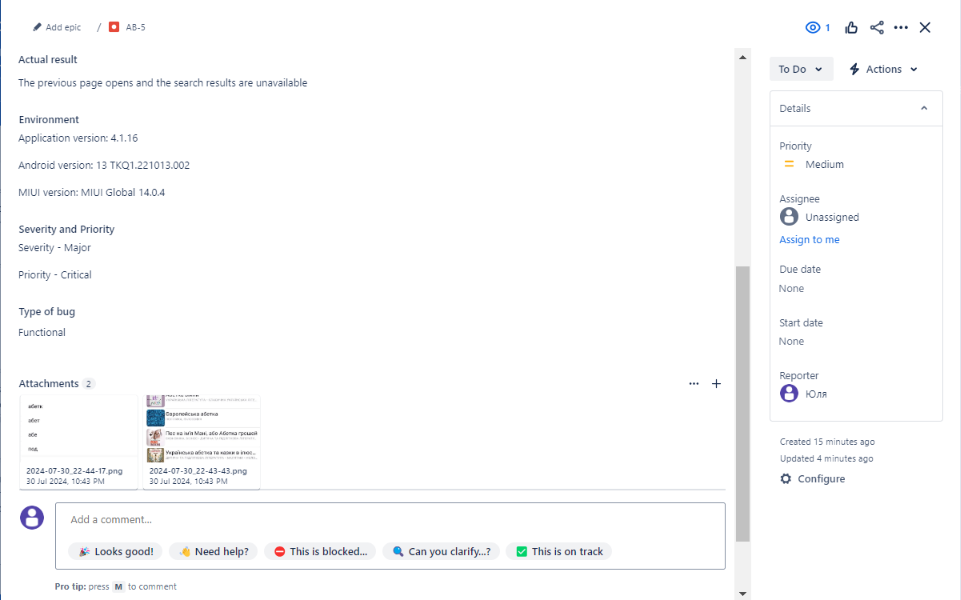 Add epic / AB-5
1
Actual result
The previous page opens and the search results are unavailable
Environment
Application version: 4.1.16
Android version: 13 TKQ1.221013.002
MIUI version: MIUI Global 14.0.4
Severity and Priority
Severity - Major
Priority - Critical
Type of bug
Functional
Attachments 2
абетк
абет
абе
Європейська абетка
Пес на ім'я Мані, або Абетка грошей
Українська абетка та казки в
2024-07-30_22-44-17.png
30 Jul 2024, 10:43 PM
2024-07-30_22-43-43.png
30 Jul 2024, 10:43 PM
Add a comment...
Looks good!
Need help?
This is blocked...
Can you clarify...?
This is on track
Pro tip: press M to comment
To Do
Actions
Details
Priority
Medium
Assignee
Unassigned
Assign to me
Due date
None
Start date
None
Reporter
Юля
Created 15 minutes ago
Updated 4 minutes ago
Configure